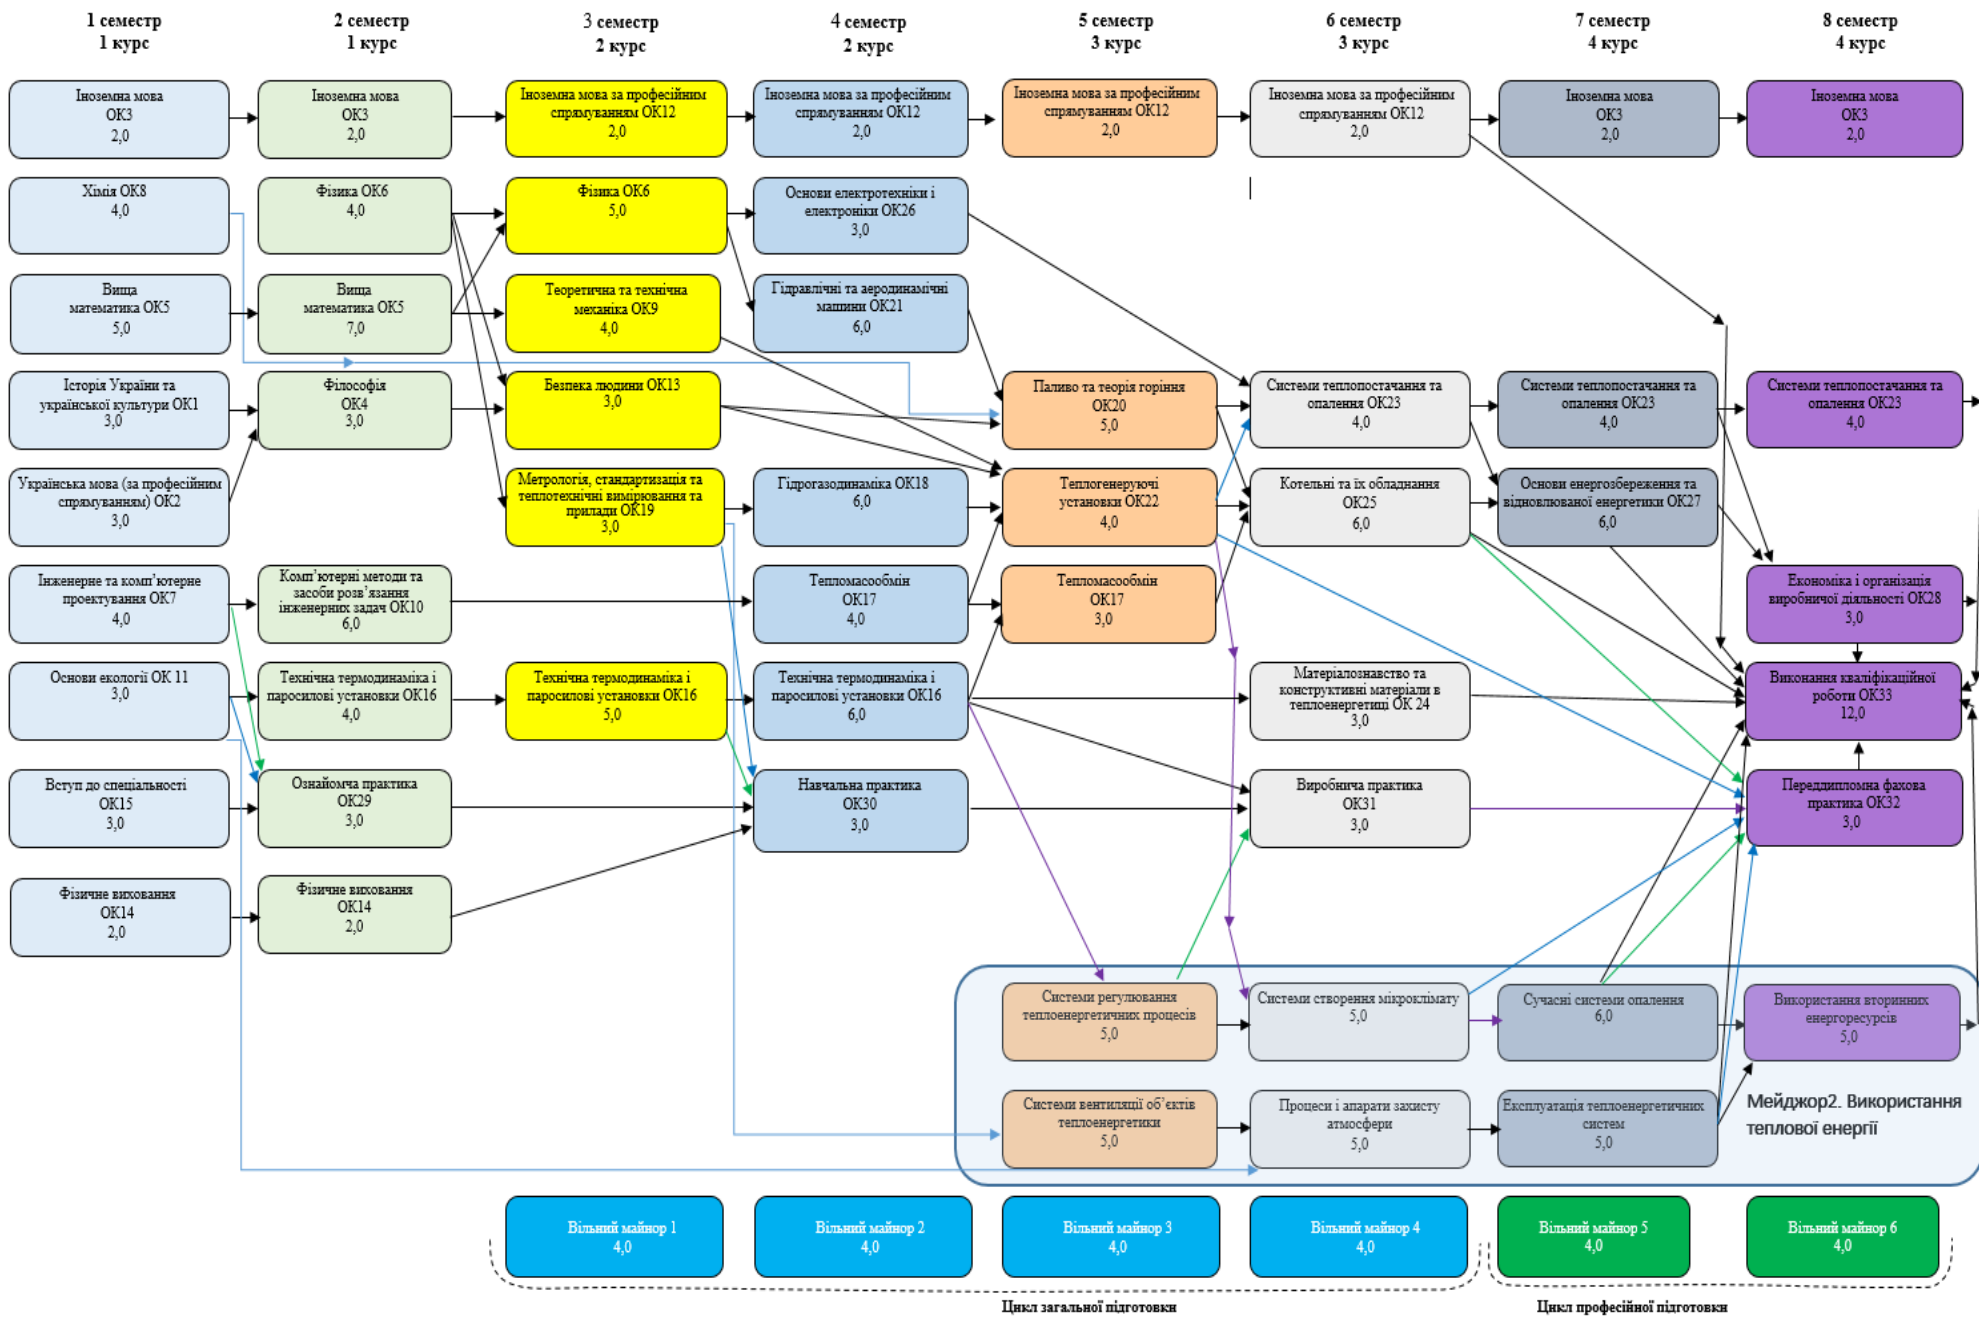 1 семестр
1 курс
2 семестр
1 курс
3 семестр
2 курс
4 семестр
2 курс
5 семестр
3 курс
6 семестр
3 курс
7 семестр
4 курс
8 семестр
4 курс
Іноземна мова
ОК3
2,0
Іноземна мова
ОК3
2,0
Іноземна мова за професійним
спрямуванням ОК12
2,0
Іноземна мова за професійним
спрямуванням ОК12
2,0
Іноземна мова за професійним
спрямуванням ОК12
2,0
Іноземна мова за професійним
спрямуванням ОК12
2,0
Іноземна мова
ОК3
2,0
Іноземна мова
ОК3
2,0
Хімія ОК8
4,0
Фізика ОК6
4,0
Фізика ОК6
5,0
Основи електротехніки і
електроніки ОК26
3,0
Вища
математика ОК5
5,0
Вища
математика ОК5
7,0
Теоретична та технічна
механіка ОК9
4,0
Гідравлічні та аеродинамічні
машини ОК21
6,0
Історія України та
української культури ОК1
3,0
Філософія
ОК4
3,0
Безпека людини ОК13
3,0
Паливо та теорія горіння
ОК20
5,0
Системи теплопостачання та
опалення ОК23
4,0
Системи теплопостачання та
опалення ОК23
4,0
Системи теплопостачання та
опалення ОК23
4,0
Українська мова (за професійним
спрямуванням) ОК2
3,0
Метрологія, стандартизація та
теплотехнічні вимірювання та
прилади ОК19
3,0
Гідрогазодинаміка ОК18
6,0
Теплогенеруючі
установки ОК22
4,0
Котельні та їх обладнання
ОК25
6,0
Основи енергозбереження та
відновлюваної енергетики ОК27
6,0
Інженерне та комп’ютерне
проектування ОК7
4,0
Комп’ютерні методи та
засоби розв’язання
інженерних задач ОК10
6,0
Тепломасообмін
ОК17
4,0
Тепломасообмін
ОК17
3,0
Економіка і організація
виробничої діяльності ОК28
3,0
Основи екології ОК 11
3,0
Технічна термодинаміка і
паросилові установки ОК16
4,0
Технічна термодинаміка і
паросилові установки ОК16
5,0
Технічна термодинаміка і
паросилові установки ОК16
6,0
Матеріалознавство та
конструктивні матеріали в
теплоенергетиці ОК 24
3,0
Виконання кваліфікаційної
роботи ОК33
12,0
Вступ до спеціальності
ОК15
3,0
Ознайомча практика
ОК29
3,0
Навчальна практика
ОК30
3,0
Виробнича практика
ОК31
3,0
Переддипломна фахова
практика ОК32
3,0
Фізичне виховання
ОК14
2,0
Фізичне виховання
ОК14
2,0
Системи регулювання
теплоенергетичних процесів
5,0
Системи створення мікроклімату
5,0
Сучасні системи опалення
6,0
Використання вторинних
енергоресурсів
5,0
Системи вентиляції об’єктів
теплоенергетики
5,0
Процеси і апарати захисту
атмосфери
5,0
Експлуатація теплоенергетичних
систем
5,0
Мейджор2. Використання
теплової енергії
Вільний майнор 1
4,0
Вільний майнор 2
4,0
Вільний майнор 3
4,0
Вільний майнор 4
4,0
Вільний майнор 5
4,0
Вільний майнор 6
4,0
Цикл загальної підготовки
Цикл професійної підготовки